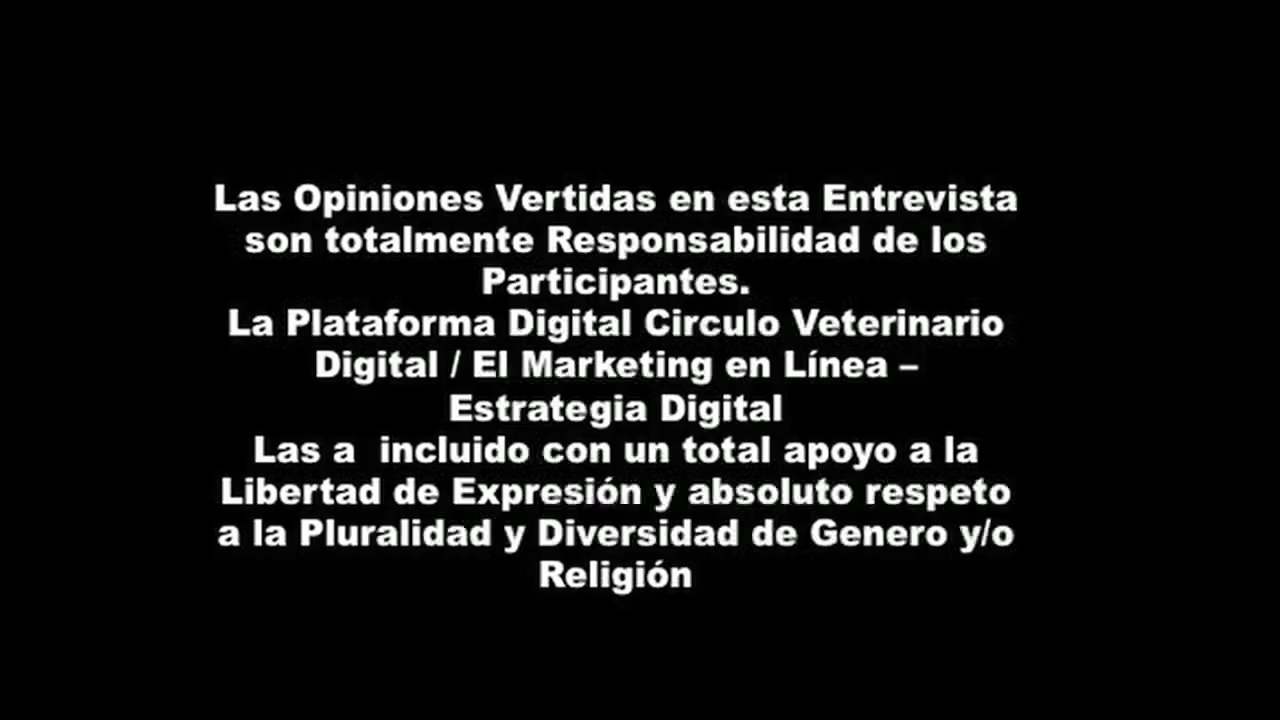 Las Opiniones Vertidas en esta Entrevista
son totalmente Responsabilidad de los
Participantes.
La Plataforma Digital Circulo Veterinario
Digital / El Marketing en Línea –
Estrategia Digital
Las a  incluido con un total apoyo a la
Libertad de Expresión y absoluto respeto
a la Pluralidad y Diversidad de Genero y/o
Religión